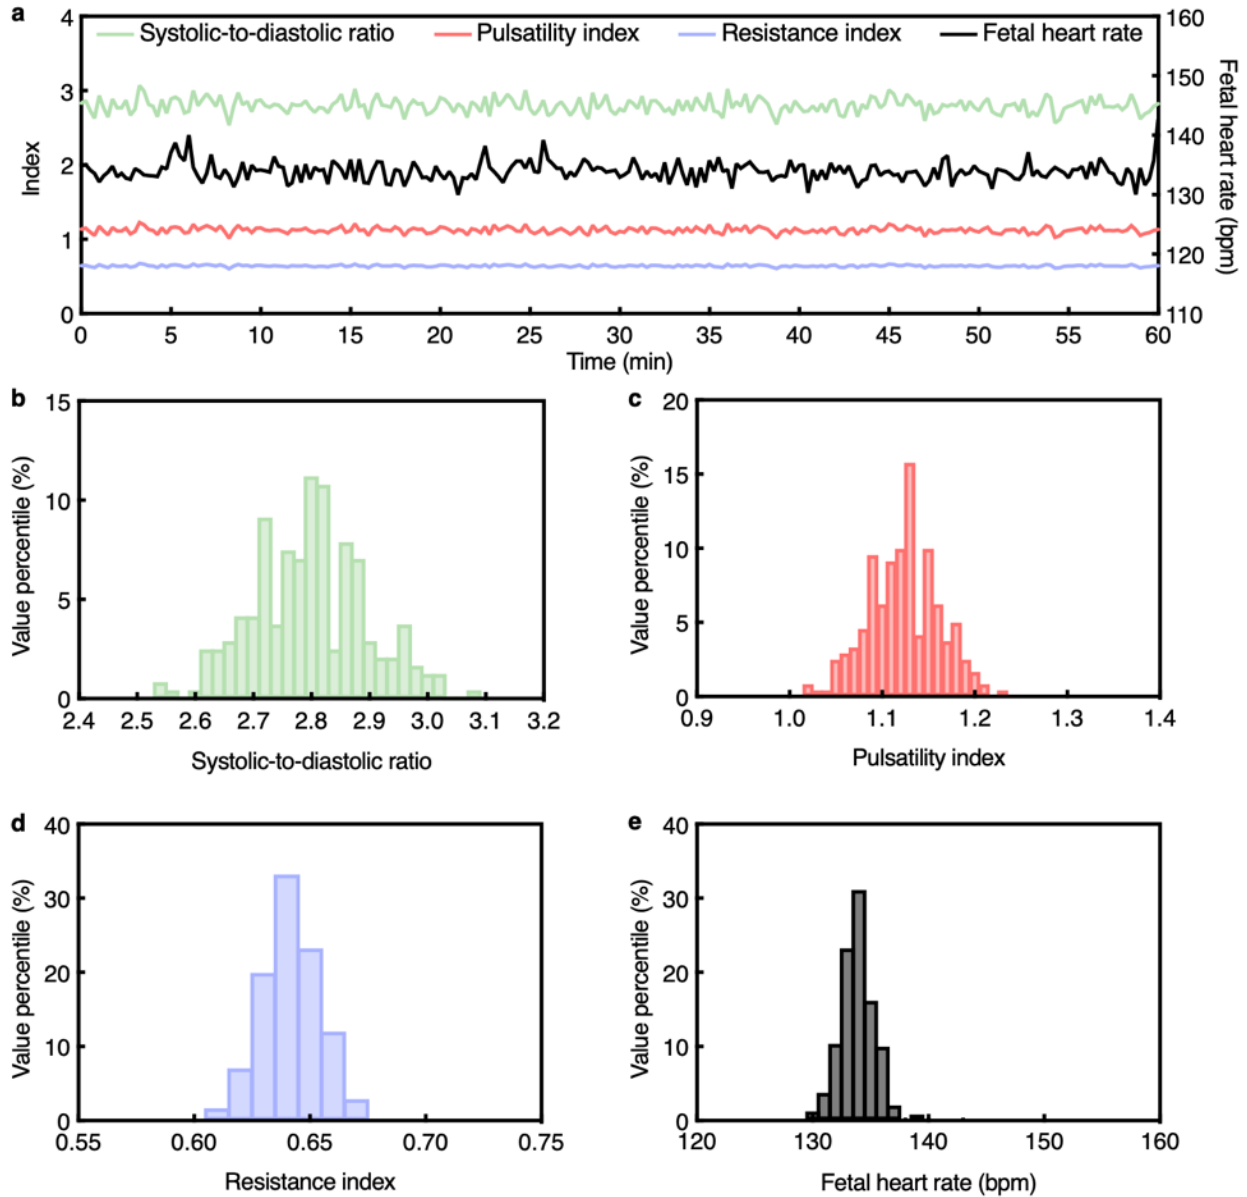 a
Systolic-to-diastolic ratio Pulsatility index Resistance index Fetal heart rate
Index
4
3
2
1
0
160
150
140
130
120
110
Fetal heart rate (bpm)
0 5 10 15 20 25 30 35 40 45 50 55 60
Time (min)
b
Value percentile (%)
15
10
5
0
2.4 2.5 2.6 2.7 2.8 2.9 3.0 3.1 3.2
Systolic-to-diastolic ratio
c
Value percentile (%)
20
15
10
5
0
0.9 1.0 1.1 1.2 1.3 1.4
Pulsatility index
d
Value percentile (%)
40
30
20
10
0
0.55 0.60 0.65 0.70 0.75
Resistance index
e
Value percentile (%)
40
30
20
10
0
120 130 140 150 160
Fetal heart rate (bpm)